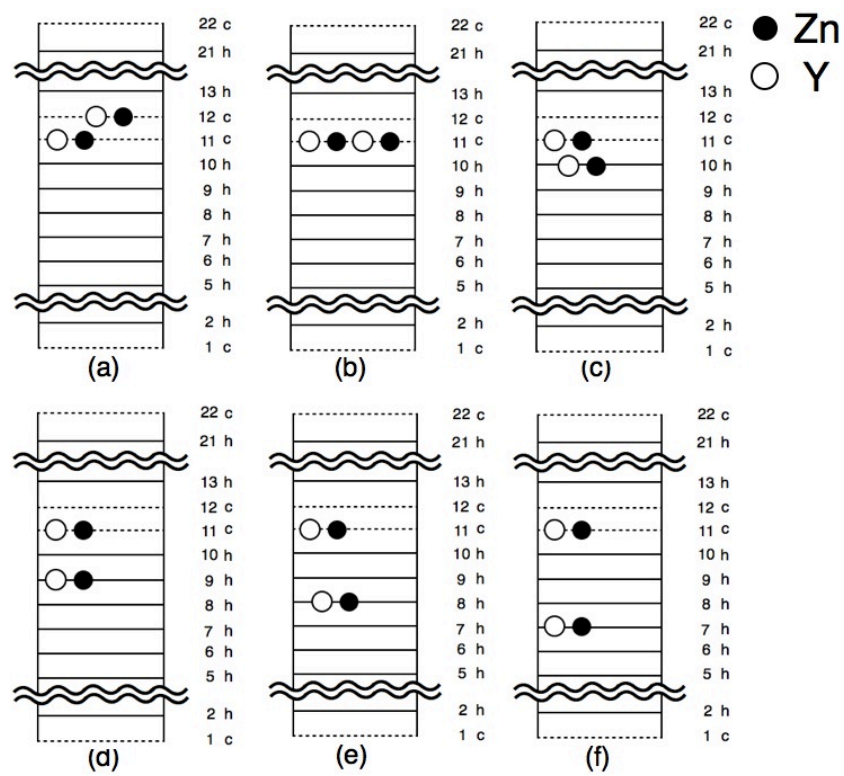 22 c
21 h
13 h
12 c
11 c
10 h
9 h
8 h
7 h
6 h
5 h
2 h
1 c
(a)
22 c
21 h
13 h
12 c
11 c
10 h
9 h
8 h
7 h
6 h
5 h
2 h
1 c
(b)
22 c
21 h
13 h
12 c
11 c
10 h
9 h
8 h
7 h
6 h
5 h
2 h
1 c
(c)
Zn
Y
22 c
21 h
13 h
12 c
11 c
10 h
9 h
8 h
7 h
6 h
5 h
2 h
1 c
(d)
22 c
21 h
13 h
12 c
11 c
10 h
9 h
8 h
7 h
6 h
5 h
2 h
1 c
(e)
22 c
21 h
13 h
12 c
11 c
10 h
9 h
8 h
7 h
6 h
5 h
2 h
1 c
(f)